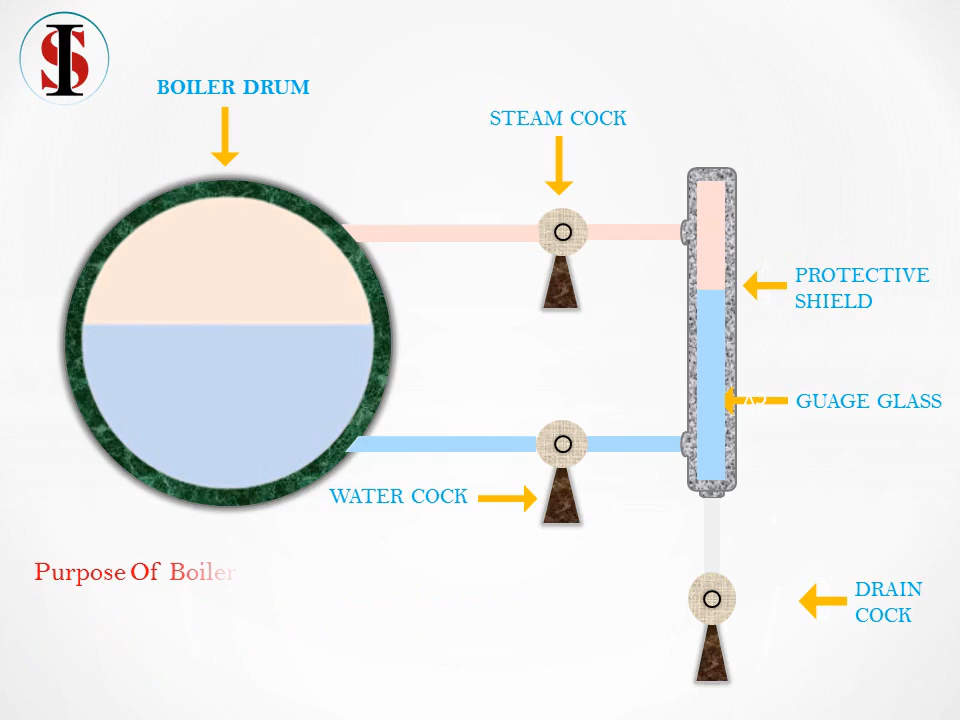 BOILER DRUM
STEAM COCK
PROTECTIVE
SHIELD
GUAGE GLASS
WATER COCK
Purpose Of Boiler
DRAIN
COCK